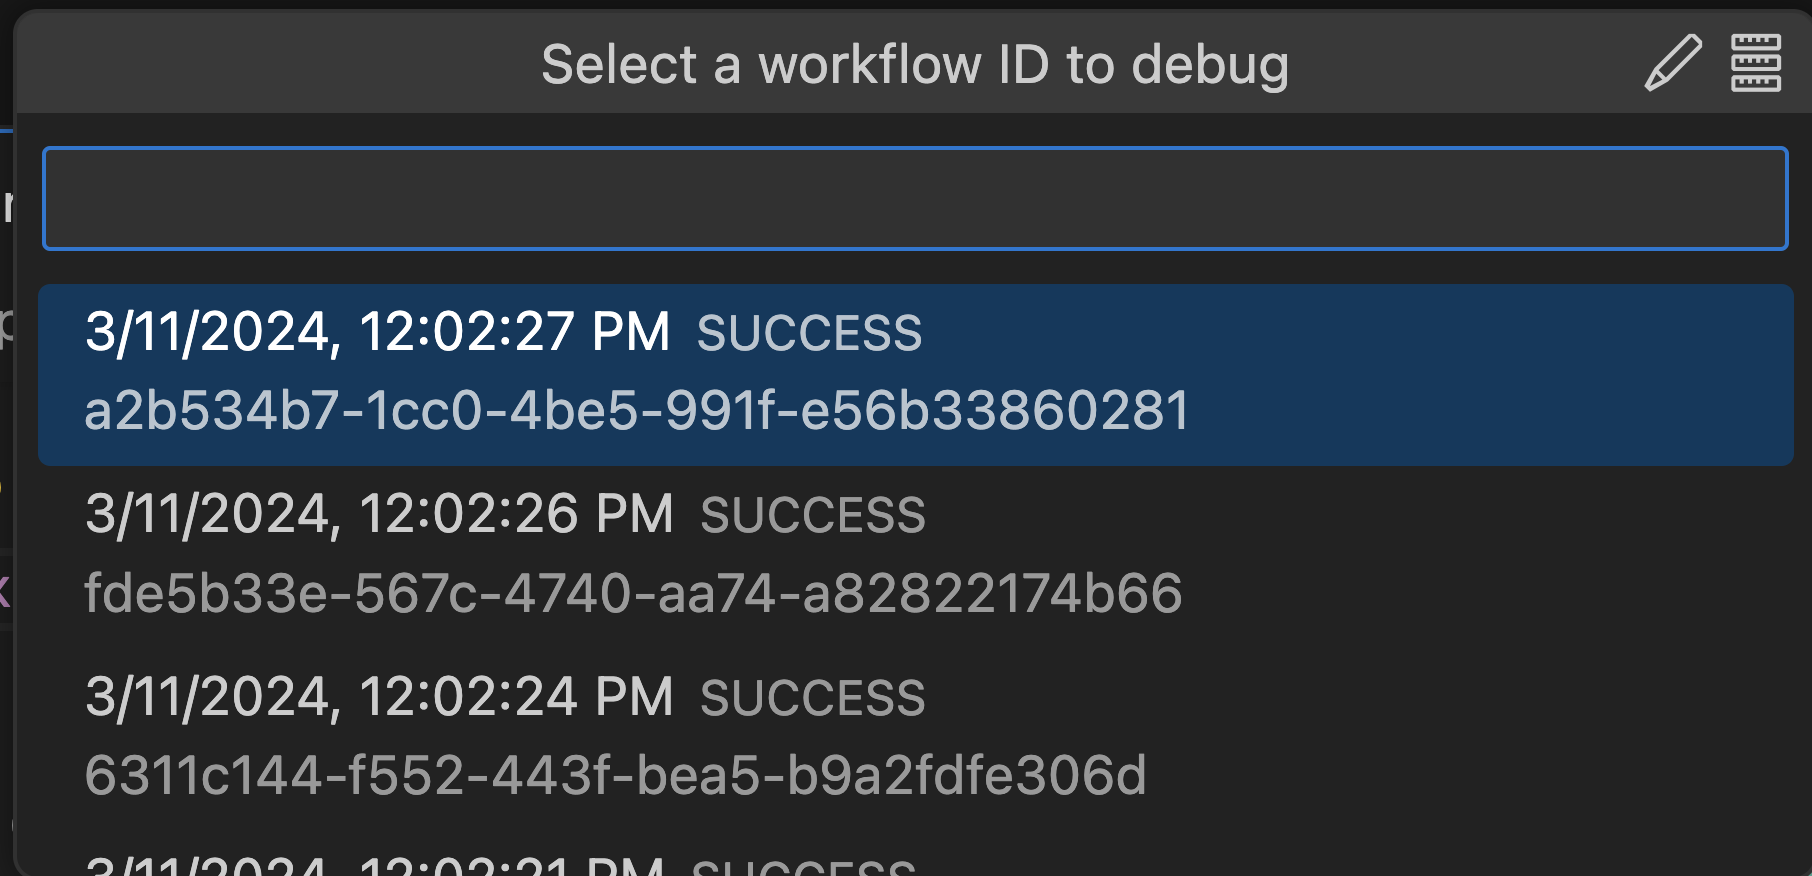 Select a workflow ID to debug
3/11/2024, 12:02:27 PM SUCCESS
a2b534b7-1cc0-4be5-991f-e56b33860281
3/11/2024, 12:02:26 PM SUCCESS
fde5b33e-567c-4740-aa74-a82822174b66
3/11/2024, 12:02:24 PM SUCCESS
6311c144-f552-443f-bea5-b9a2fdfe306d
3/11/2024, 12:02:21 PM SUCCESS